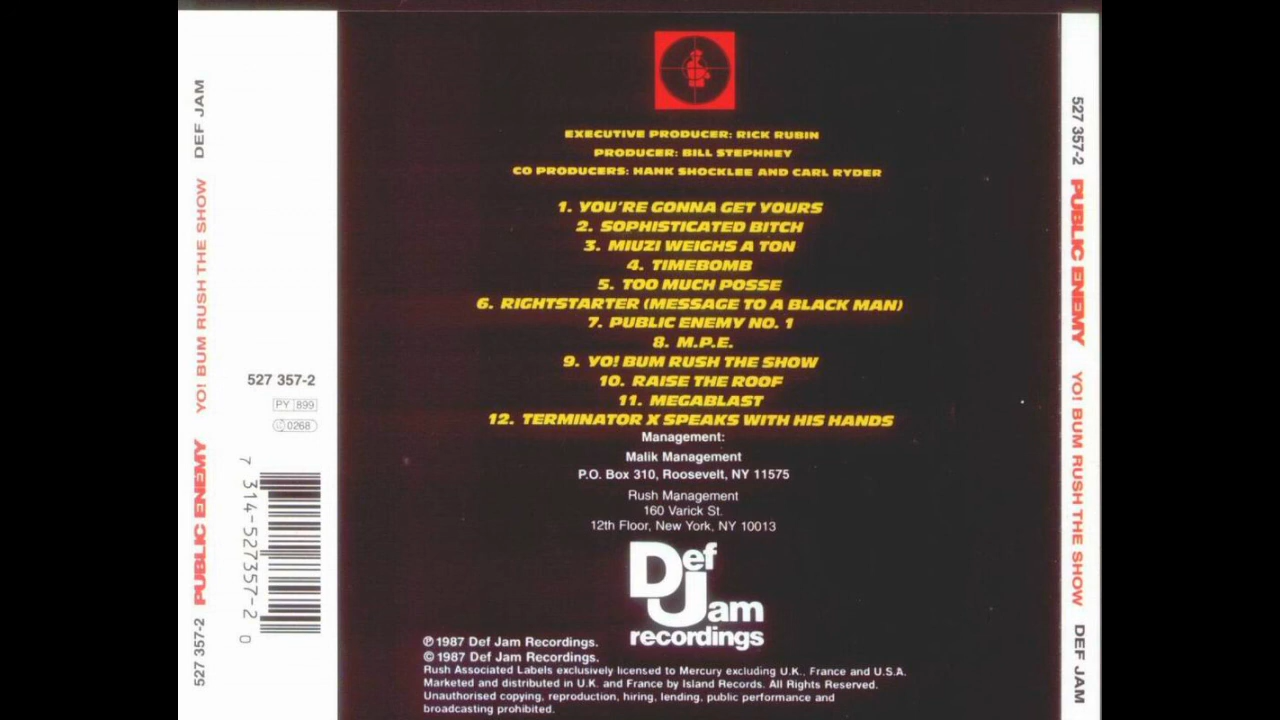 527 357-2 PUBLIC ENEMY YO! BUM RUSH THE SHOW DEF JAM
527 357-2
PY 899
LC 0268
7 314-527357-2 0
EXECUTIVE PRODUCER: RICK RUBIN
PRODUCER: BILL STEPHNEY
CO PRODUCERS: HANK SHOCKLEE AND CARL RYDER
1. YOU'RE GONNA GET YOURS
2. SOPHISTICATED BITCH
3. MIUZI WEIGHS A TON
4. TIMEBOMB
5. TOO MUCH POSSE
6. RIGHTSTARTER (MESSAGE TO A BLACK MAN)
7. PUBLIC ENEMY NO. 1
8. M.P.E.
9. YO! BUM RUSH THE SHOW
10. RAISE THE ROOF
11. MEGABLAST
12. TERMINATOR X SPEAKS WITH HIS HANDS
Management:
Malik Management
P.O. Box 310, Roosevelt, NY 11575
Rush Management
160 Varick St.
12th Floor, New York, NY 10013
Def
Jam
recordings
℗ 1987 Def Jam Recordings.
© 1987 Def Jam Recordings.
Rush Associated Labels exclusively licensed to Mercury excluding U.K., France and U.S.A.
Marketed and distributed in U.K. and France by Island Records. All Rights Reserved.
Unauthorised copying, reproduction, hiring, lending, public performance and
broadcasting prohibited.
527 357-2 PUBLIC ENEMY YO! BUM RUSH THE SHOW DEF JAM